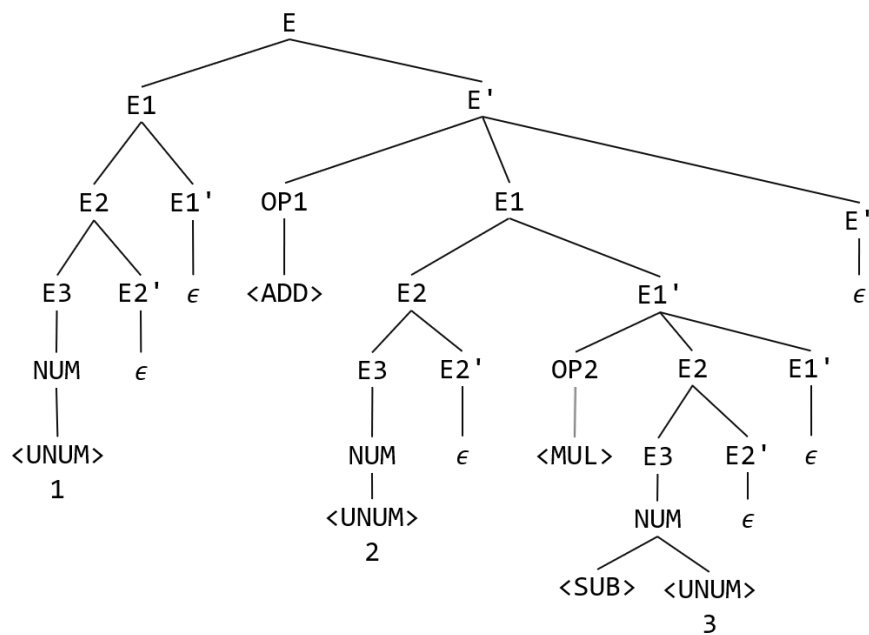 E
E1 E'
E2 E1' OP1 E1 E'
E3 E2' ϵ <ADD> E2 E1' ϵ
NUM ϵ E3 E2' OP2 E2 E1'
<UNUM> NUM ϵ <MUL> E3 E2' ϵ
1
<UNUM> NUM ϵ
2
<SUB> <UNUM>
3